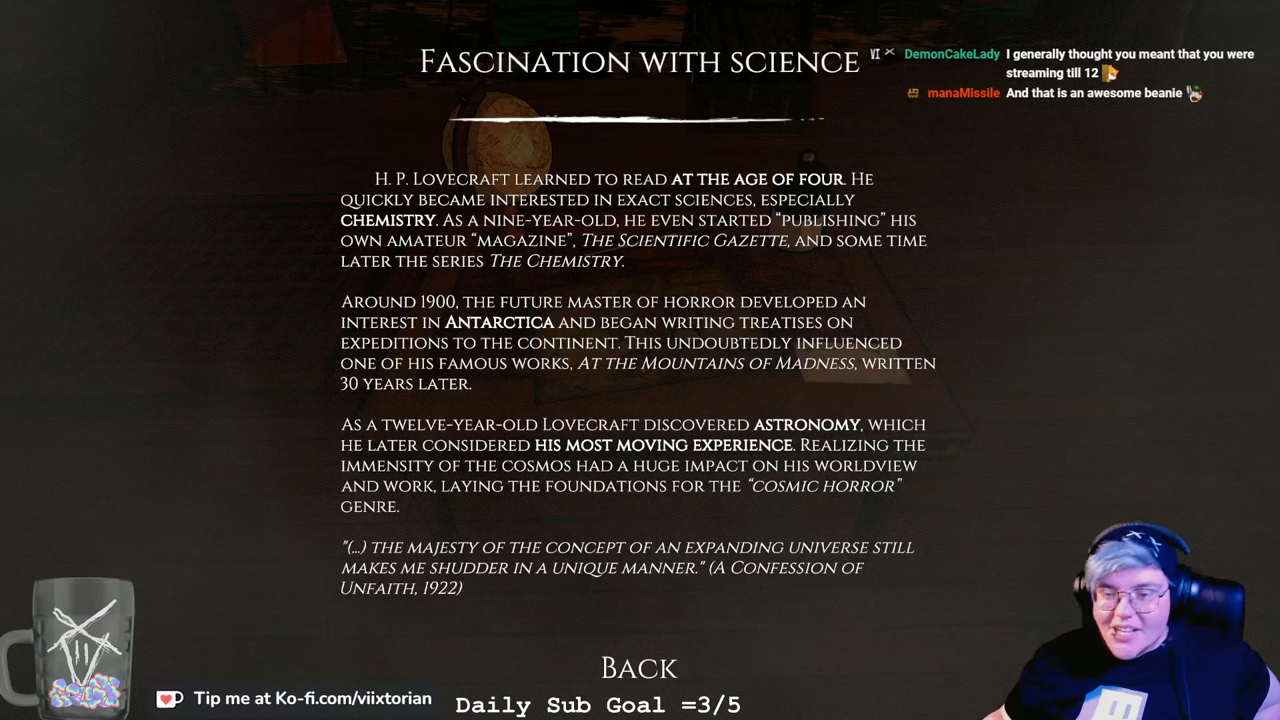 FASCINATION WITH SCIENCE
DemonCakeLady I generally thought you meant that you were
streaming till 12
manaMissile And that is an awesome beanie
H. P. LOVECRAFT LEARNED TO READ AT THE AGE OF FOUR. HE
QUICKLY BECAME INTERESTED IN EXACT SCIENCES, ESPECIALLY
CHEMISTRY. AS A NINE-YEAR-OLD, HE EVEN STARTED “PUBLISHING” HIS
OWN AMATEUR “MAGAZINE”, THE SCIENTIFIC GAZETTE, AND SOME TIME
LATER THE SERIES THE CHEMISTRY.
AROUND 1900, THE FUTURE MASTER OF HORROR DEVELOPED AN
INTEREST IN ANTARCTICA AND BEGAN WRITING TREATISES ON
EXPEDITIONS TO THE CONTINENT. THIS UNDOUBTEDLY INFLUENCED
ONE OF HIS FAMOUS WORKS, AT THE MOUNTAINS OF MADNESS, WRITTEN
30 YEARS LATER.
AS A TWELVE-YEAR-OLD LOVECRAFT DISCOVERED ASTRONOMY, WHICH
HE LATER CONSIDERED HIS MOST MOVING EXPERIENCE. REALIZING THE
IMMENSITY OF THE COSMOS HAD A HUGE IMPACT ON HIS WORLDVIEW
AND WORK, LAYING THE FOUNDATIONS FOR THE “COSMIC HORROR”
GENRE.
"(...) THE MAJESTY OF THE CONCEPT OF AN EXPANDING UNIVERSE STILL
MAKES ME SHUDDER IN A UNIQUE MANNER." (A CONFESSION OF
UNFAITH, 1922)
BACK
Tip me at Ko-fi.com/viixtorian
Daily Sub Goal =3/5